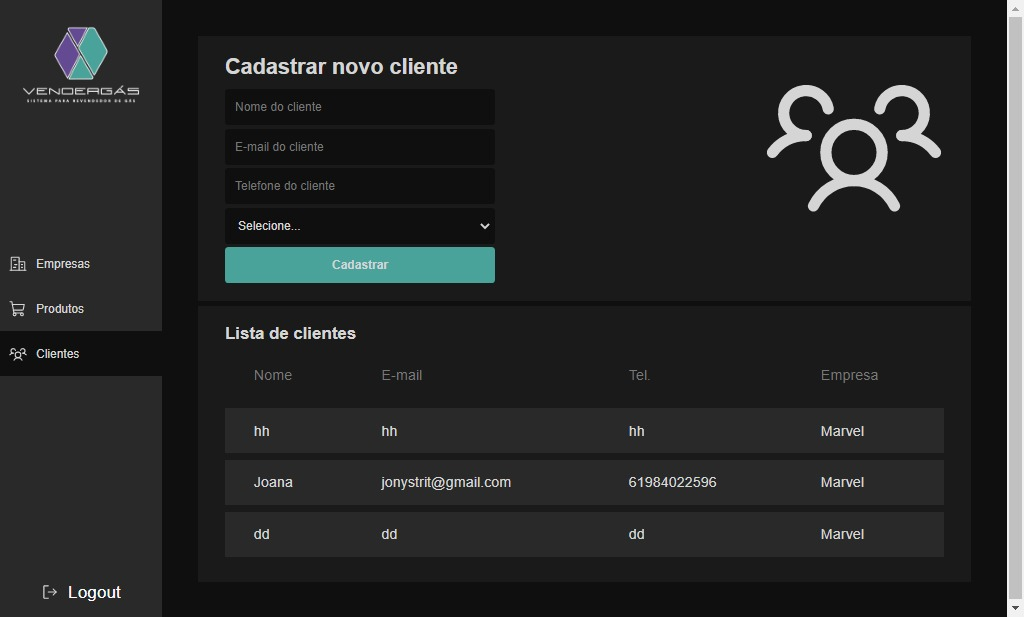 VENDERGÁS
SISTEMA PARA REVENDEDOR DE GÁS
Empresas
Produtos
Clientes
Logout
Cadastrar novo cliente
Nome do cliente
E-mail do cliente
Telefone do cliente
Selecione...
Cadastrar
Lista de clientes
Nome E-mail Tel. Empresa
hh hh hh Marvel
Joana jonystrit@gmail.com 61984022596 Marvel
dd dd dd Marvel